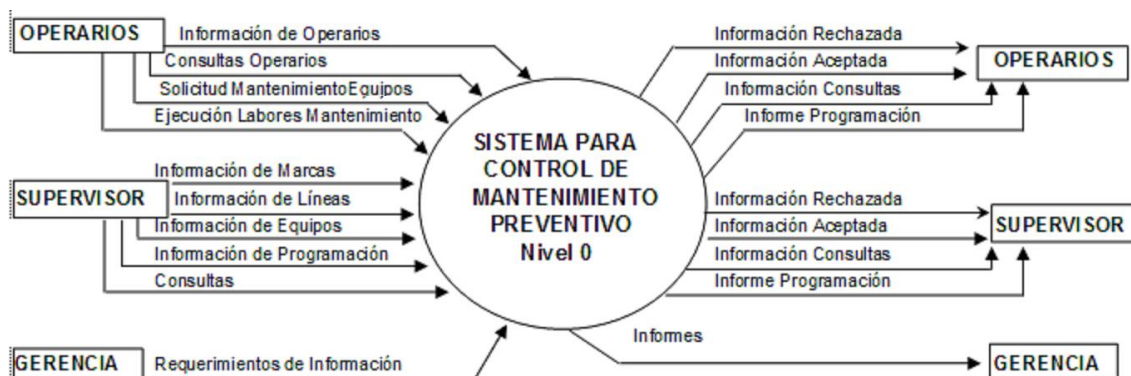 OPERARIOS
Información de Operarios
Consultas Operarios
Solicitud Mantenimiento Equipos
Ejecución Labores Mantenimiento
SUPERVISOR
Información de Marcas
Información de Líneas
Información de Equipos
Información de Programación
Consultas
GERENCIA
Requerimientos de Información
SISTEMA PARA
CONTROL DE
MANTENIMIENTO
PREVENTIVO
Nivel 0
Información Rechazada
Información Aceptada
Información Consultas
Informe Programación
OPERARIOS
Información Rechazada
Información Aceptada
Información Consultas
Informe Programación
SUPERVISOR
Informes
GERENCIA